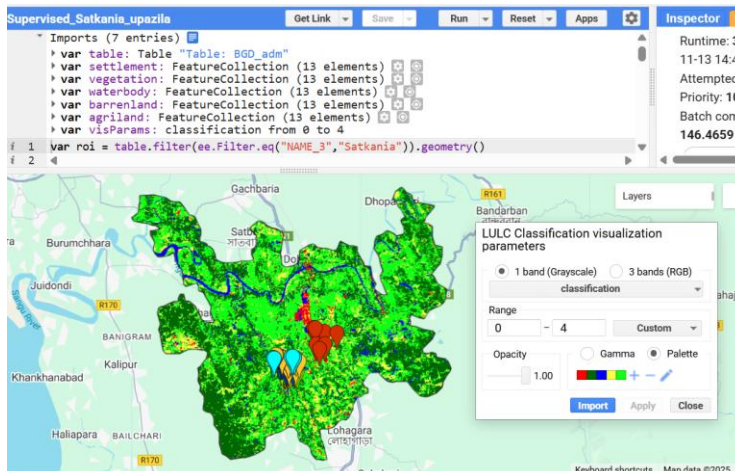 Supervised_Satkania_upazila
Get Link
Save
Run
Reset
Apps
Inspector
Imports (7 entries)
var table: Table "Table: BGD_adm"
var settlement: FeatureCollection (13 elements)
var vegetation: FeatureCollection (13 elements)
var waterbody: FeatureCollection (13 elements)
var barrenland: FeatureCollection (13 elements)
var agriland: FeatureCollection (13 elements)
var visParams: classification from 0 to 4
i 1 var roi = table.filter(ee.Filter.eq("NAME_3","Satkania")).geometry()
i 2
Runtime: 3
11-13 14:4
Attempted
Priority: 10
Batch com
146.4659
Gachbaria
Dhopa
R161
Layers
Bandarban
Burumchhara
Juidondi
Sangu River
R170
BANIGRAM
Kalipur
Khankhanabad
Haliapara
BAILCHARI
R170
Lohagara
লোহাগাড়া
LULC Classification visualization
parameters
1 band (Grayscale)
3 bands (RGB)
classification
Range
0 – 4
Custom
Opacity
Gamma
Palette
1.00
Import
Apply
Close
Keyboard shortcuts
Map data ©2025